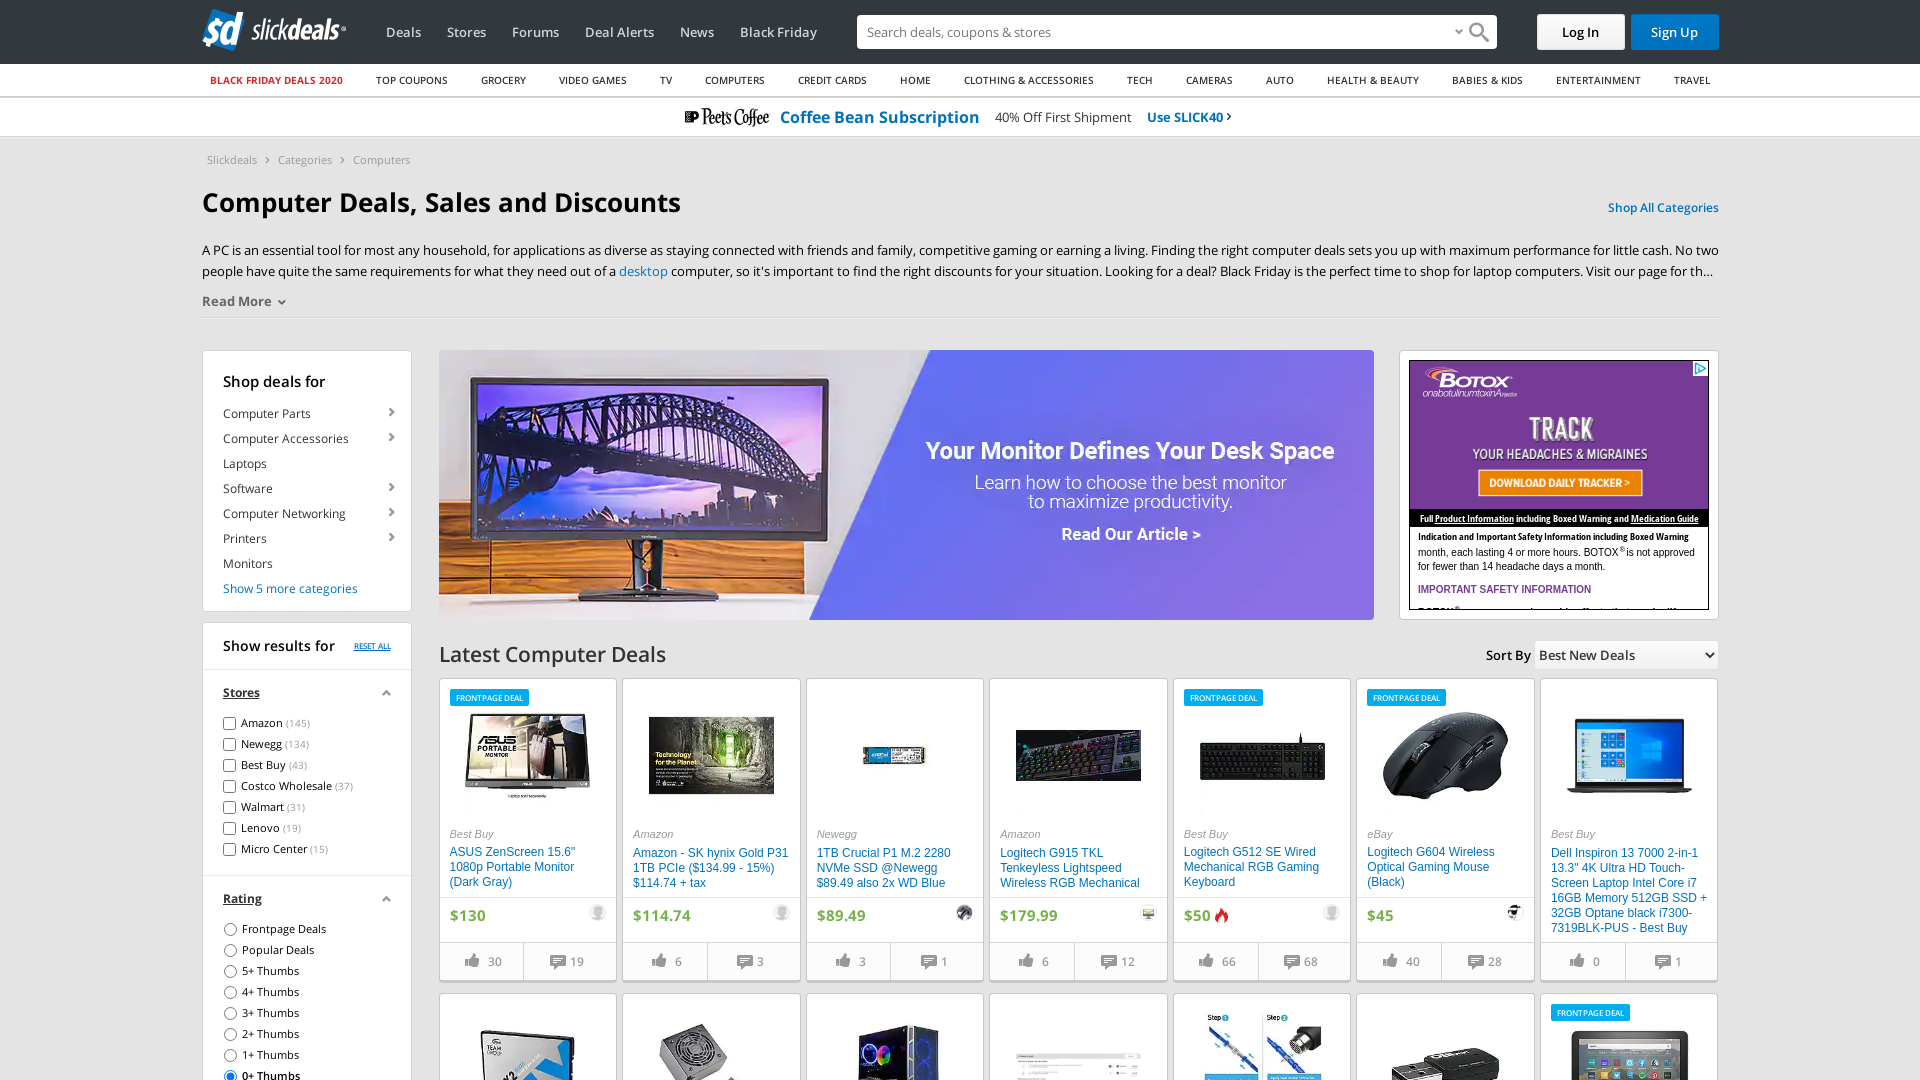 slickdeals
Deals Stores Forums Deal Alerts News Black Friday
Search deals, coupons & stores
Log In
Sign Up
BLACK FRIDAY DEALS 2020 TOP COUPONS GROCERY VIDEO GAMES TV COMPUTERS CREDIT CARDS HOME CLOTHING & ACCESSORIES TECH CAMERAS AUTO HEALTH & BEAUTY BABIES & KIDS ENTERTAINMENT TRAVEL
Peet's Coffee Coffee Bean Subscription 40% Off First Shipment Use SLICK40
Slickdeals Categories Computers
Computer Deals, Sales and Discounts
Shop All Categories
A PC is an essential tool for most any household, for applications as diverse as staying connected with friends and family, competitive gaming or earning a living. Finding the right computer deals sets you up with maximum performance for little cash. No two
people have quite the same requirements for what they need out of a desktop computer, so it's important to find the right discounts for your situation. Looking for a deal? Black Friday is the perfect time to shop for laptop computers. Visit our page for th...
Read More
Shop deals for
Computer Parts
Computer Accessories
Laptops
Software
Computer Networking
Printers
Monitors
Show 5 more categories
Show results for RESET ALL
Stores
Amazon (145)
Newegg (134)
Best Buy (43)
Costco Wholesale (37)
Walmart (31)
Lenovo (19)
Micro Center (15)
Rating
Frontpage Deals
Popular Deals
5+ Thumbs
4+ Thumbs
3+ Thumbs
2+ Thumbs
1+ Thumbs
0+ Thumbs
Your Monitor Defines Your Desk Space
Learn how to choose the best monitor
to maximize productivity.
Read Our Article >
BOTOX
onabotulinumtoxinA injection
TRACK
YOUR HEADACHES & MIGRAINES
DOWNLOAD DAILY TRACKER >
Full Product Information including Boxed Warning and Medication Guide
Indication and Important Safety Information including Boxed Warning
month, each lasting 4 or more hours. BOTOX® is not approved
for fewer than 14 headache days a month.
IMPORTANT SAFETY INFORMATION
Latest Computer Deals
Sort By Best New Deals
FRONTPAGE DEAL
ASUS
PORTABLE
MONITOR
Best Buy
ASUS ZenScreen 15.6"
1080p Portable Monitor
(Dark Gray)
$130
30 19
Technology
for the Planet
Amazon
Amazon - SK hynix Gold P31
1TB PCIe ($134.99 - 15%)
$114.74 + tax
$114.74
6 3
Newegg
1TB Crucial P1 M.2 2280
NVMe SSD @Newegg
$89.49 also 2x WD Blue
$89.49
3 1
Amazon
Logitech G915 TKL
Tenkeyless Lightspeed
Wireless RGB Mechanical
$179.99
6 12
FRONTPAGE DEAL
Best Buy
Logitech G512 SE Wired
Mechanical RGB Gaming
Keyboard
$50
66 68
FRONTPAGE DEAL
eBay
Logitech G604 Wireless
Optical Gaming Mouse
(Black)
$45
40 28
Best Buy
Dell Inspiron 13 7000 2-in-1
13.3" 4K Ultra HD Touch-
Screen Laptop Intel Core i7
16GB Memory 512GB SSD +
32GB Optane black i7300-
7319BLK-PUS - Best Buy
0 1
Step 1 Step 2
FRONTPAGE DEAL